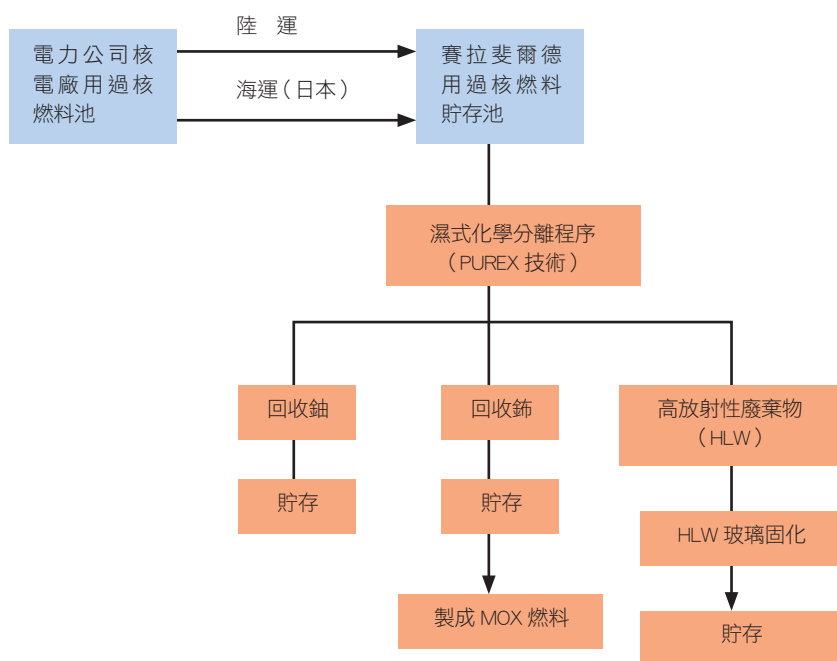 陸 運
電力公司核
電廠用過核
燃料池
海運(日本)
賽拉斐爾德
用過核燃料
貯存池
濕式化學分離程序
(PUREX 技術)
回收鈾
回收鈽
高放射性廢棄物
(HLW)
貯存
貯存
HLW 玻璃固化
製成 MOX 燃料
貯存